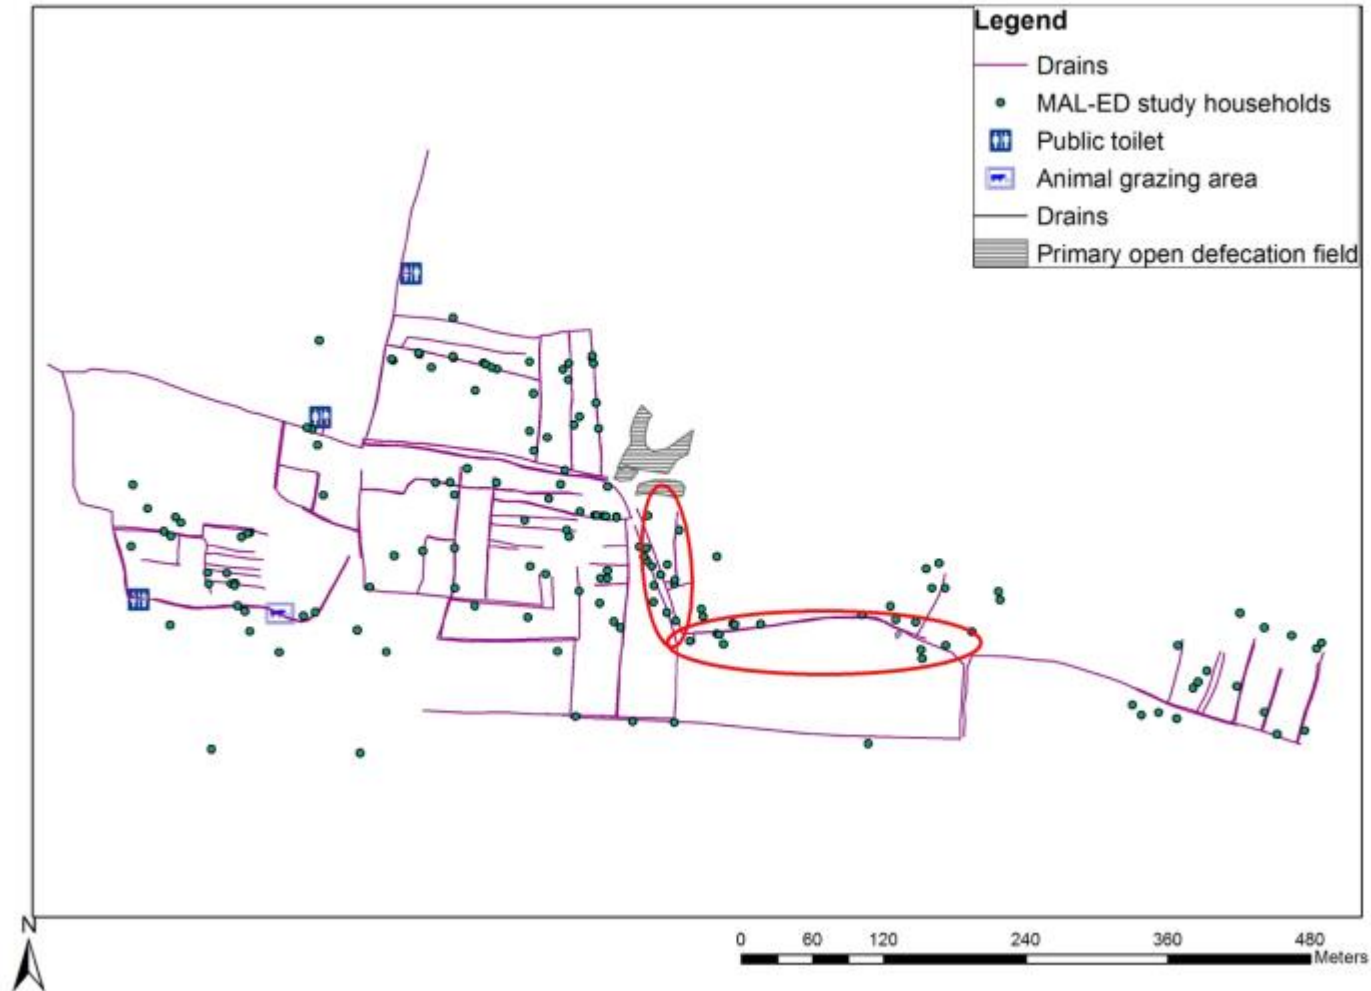 Legend
Drains
MAL-ED study households
Public toilet
Animal grazing area
Drains
Primary open defecation field
N
0 60 120 240 360 480
Meters